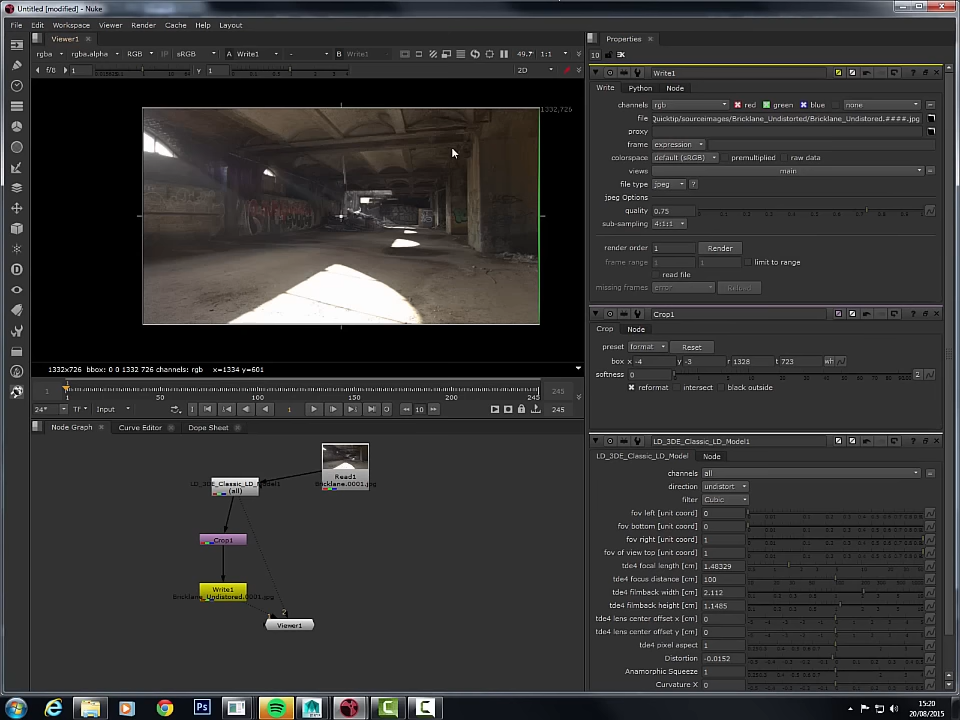 Untitled [modified] - Nuke
File Edit Workspace Viewer Render Cache Help Layout
Viewer1
rgba rgba.alpha RGB IP sRGB A Write1 - B Write1 49.7 1:1
f/8 1 Y 1 2D
1332,726
1332x726 bbox: 0 0 1332 726 channels: rgb x=1334 y=601
1 1 50 100 150 200 245
24* TF Input 1 10 245
Node Graph Curve Editor Dope Sheet
Read1
Bricklane.0001.jpg
LD_3DE_Classic_LD_Model1
(all)
Crop1
Write1
Bricklane_Undistored.0001.jpg
1 2
Viewer1
Properties
10
Write1
Write Python Node
channels rgb red green blue none
file Quicktip/sourceimages/Bricklane_Undistorted/Bricklane_Undistored.####.jpg
proxy
frame expression
colorspace default (sRGB) premultiplied raw data
views main
file type jpeg ?
jpeg Options
quality 0.75
sub-sampling 4:1:1
render order 1 Render
frame range 1 1 limit to range
read file
missing frames error Reload
Crop1
Crop Node
preset format Reset
box x -4 y -3 r 1328 t 723 wh
softness 0 2
reformat intersect black outside
LD_3DE_Classic_LD_Model1
LD_3DE_Classic_LD_Model Node
channels all
direction undistort
filter Cubic
fov left [unit coord] 0
fov bottom [unit coord] 0
fov right [unit coord] 1
fov of view top [unit coord] 1
tde4 focal length [cm] 1.48329
tde4 focus distance [cm] 100
tde4 filmback width [cm] 2.112
tde4 filmback height [cm] 1.1485
tde4 lens center offset x [cm] 0
tde4 lens center offset y [cm] 0
tde4 pixel aspect 1
Distortion -0.0152
Anamorphic Squeeze 1
Curvature X 0
15:20
20/08/2015